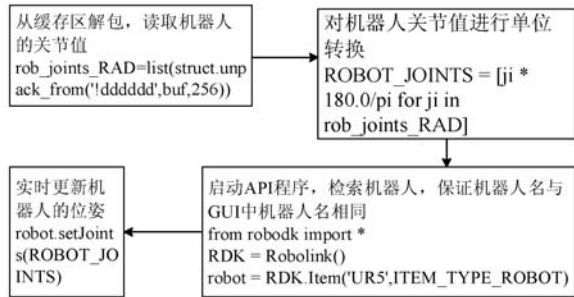 从缓存区解包，读取机器人
的关节值
rob_joints_RAD=list(struct.unp
ack_from('!dddddd',buf,256))
对机器人关节值进行单位
转换
ROBOT_JOINTS = [ji *
180.0/pi for ji in
rob_joints_RAD]
启动API程序，检索机器人，保证机器人名与
GUI中机器人名相同
from robodk import *
RDK = Robolink()
robot = RDK.Item('UR5',ITEM_TYPE_ROBOT)
实时更新机
器人的位姿
robot.setJoint
s(ROBOT_JO
INTS)